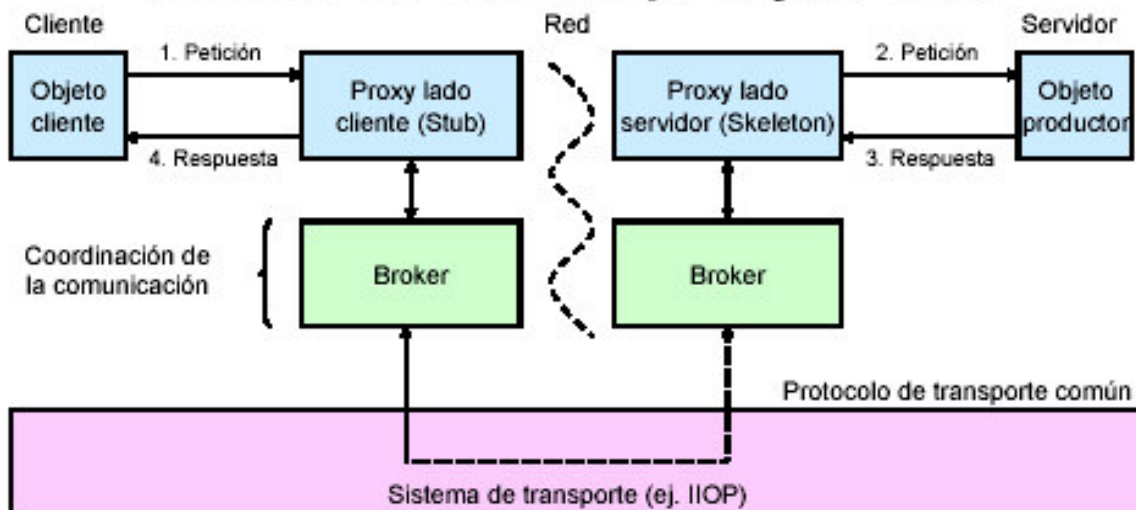 Cliente
Red
Servidor
1. Petición
2. Petición
Objeto
cliente
Proxy lado
cliente (Stub)
Proxy lado
servidor (Skeleton)
Objeto
productor
4. Respuesta
3. Respuesta
Coordinación de
la comunicación
Broker
Broker
Protocolo de transporte común
Sistema de transporte (ej. IIOP)